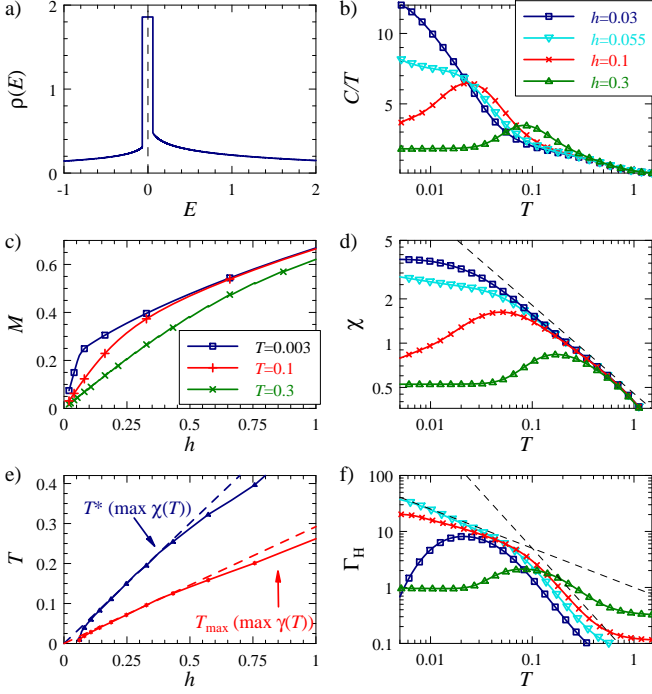 a)
ρ(E)
2
1
0
-1
0
1
2
E
b)
C/T
10
5
0
0.01
0.1
1
T
h=0.03
h=0.055
h=0.1
h=0.3
c)
M
0.6
0.4
0.2
0
0
0.25
0.5
0.75
1
h
T=0.003
T=0.1
T=0.3
d)
χ
5
2
1
0.5
0.01
0.1
1
T
e)
T
0.4
0.3
0.2
0.1
0
0
0.25
0.5
0.75
1
h
T* (max χ(T))
Tmax (max γ(T))
f)
ΓH
100
10
1
0.1
0.01
0.1
1
T